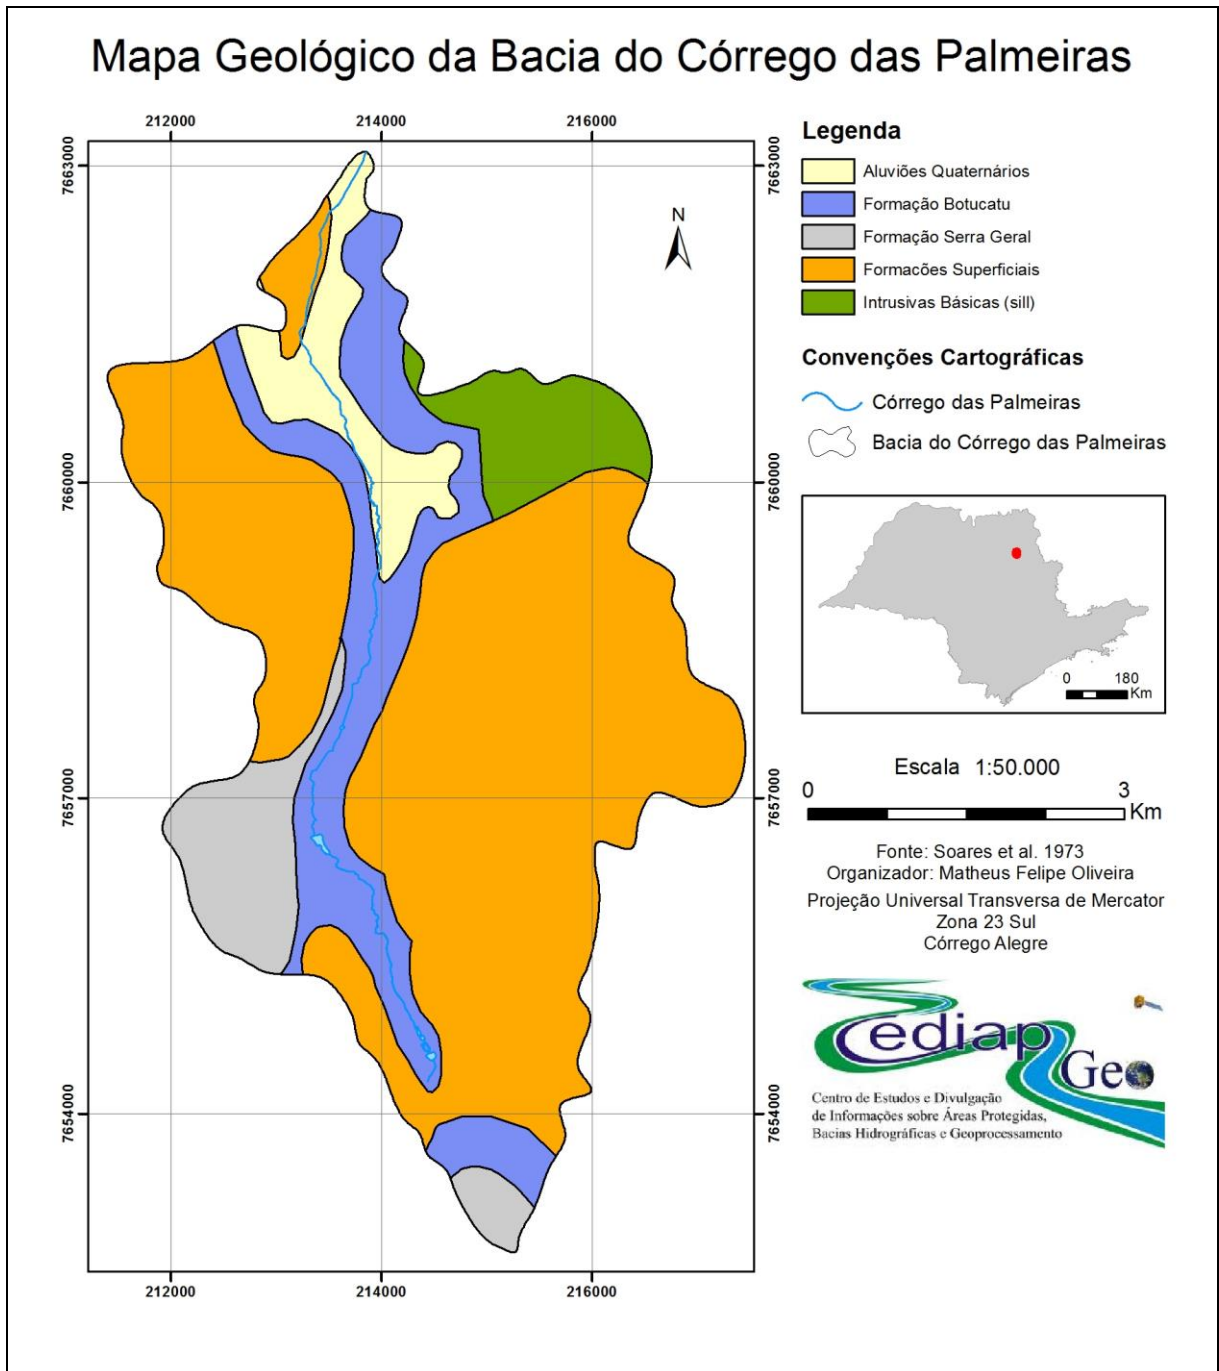 Mapa Geológico da Bacia do Córrego das Palmeiras
212000 214000 216000
7663000 7663000
7660000 7660000
7657000 7657000
7654000 7654000
212000 214000 216000
N
Legenda
Aluviões Quaternários
Formação Botucatu
Formação Serra Geral
Formacões Superficiais
Intrusivas Básicas (sill)
Convenções Cartográficas
Córrego das Palmeiras
Bacia do Córrego das Palmeiras
0 180
Km
Escala 1:50.000
0 3
Km
Fonte: Soares et al. 1973
Organizador: Matheus Felipe Oliveira
Projeção Universal Transversa de Mercator
Zona 23 Sul
Córrego Alegre
Cediap
Geo
Centro de Estudos e Divulgação
de Informações sobre Áreas Protegidas,
Bacias Hidrográficas e Geoprocessamento